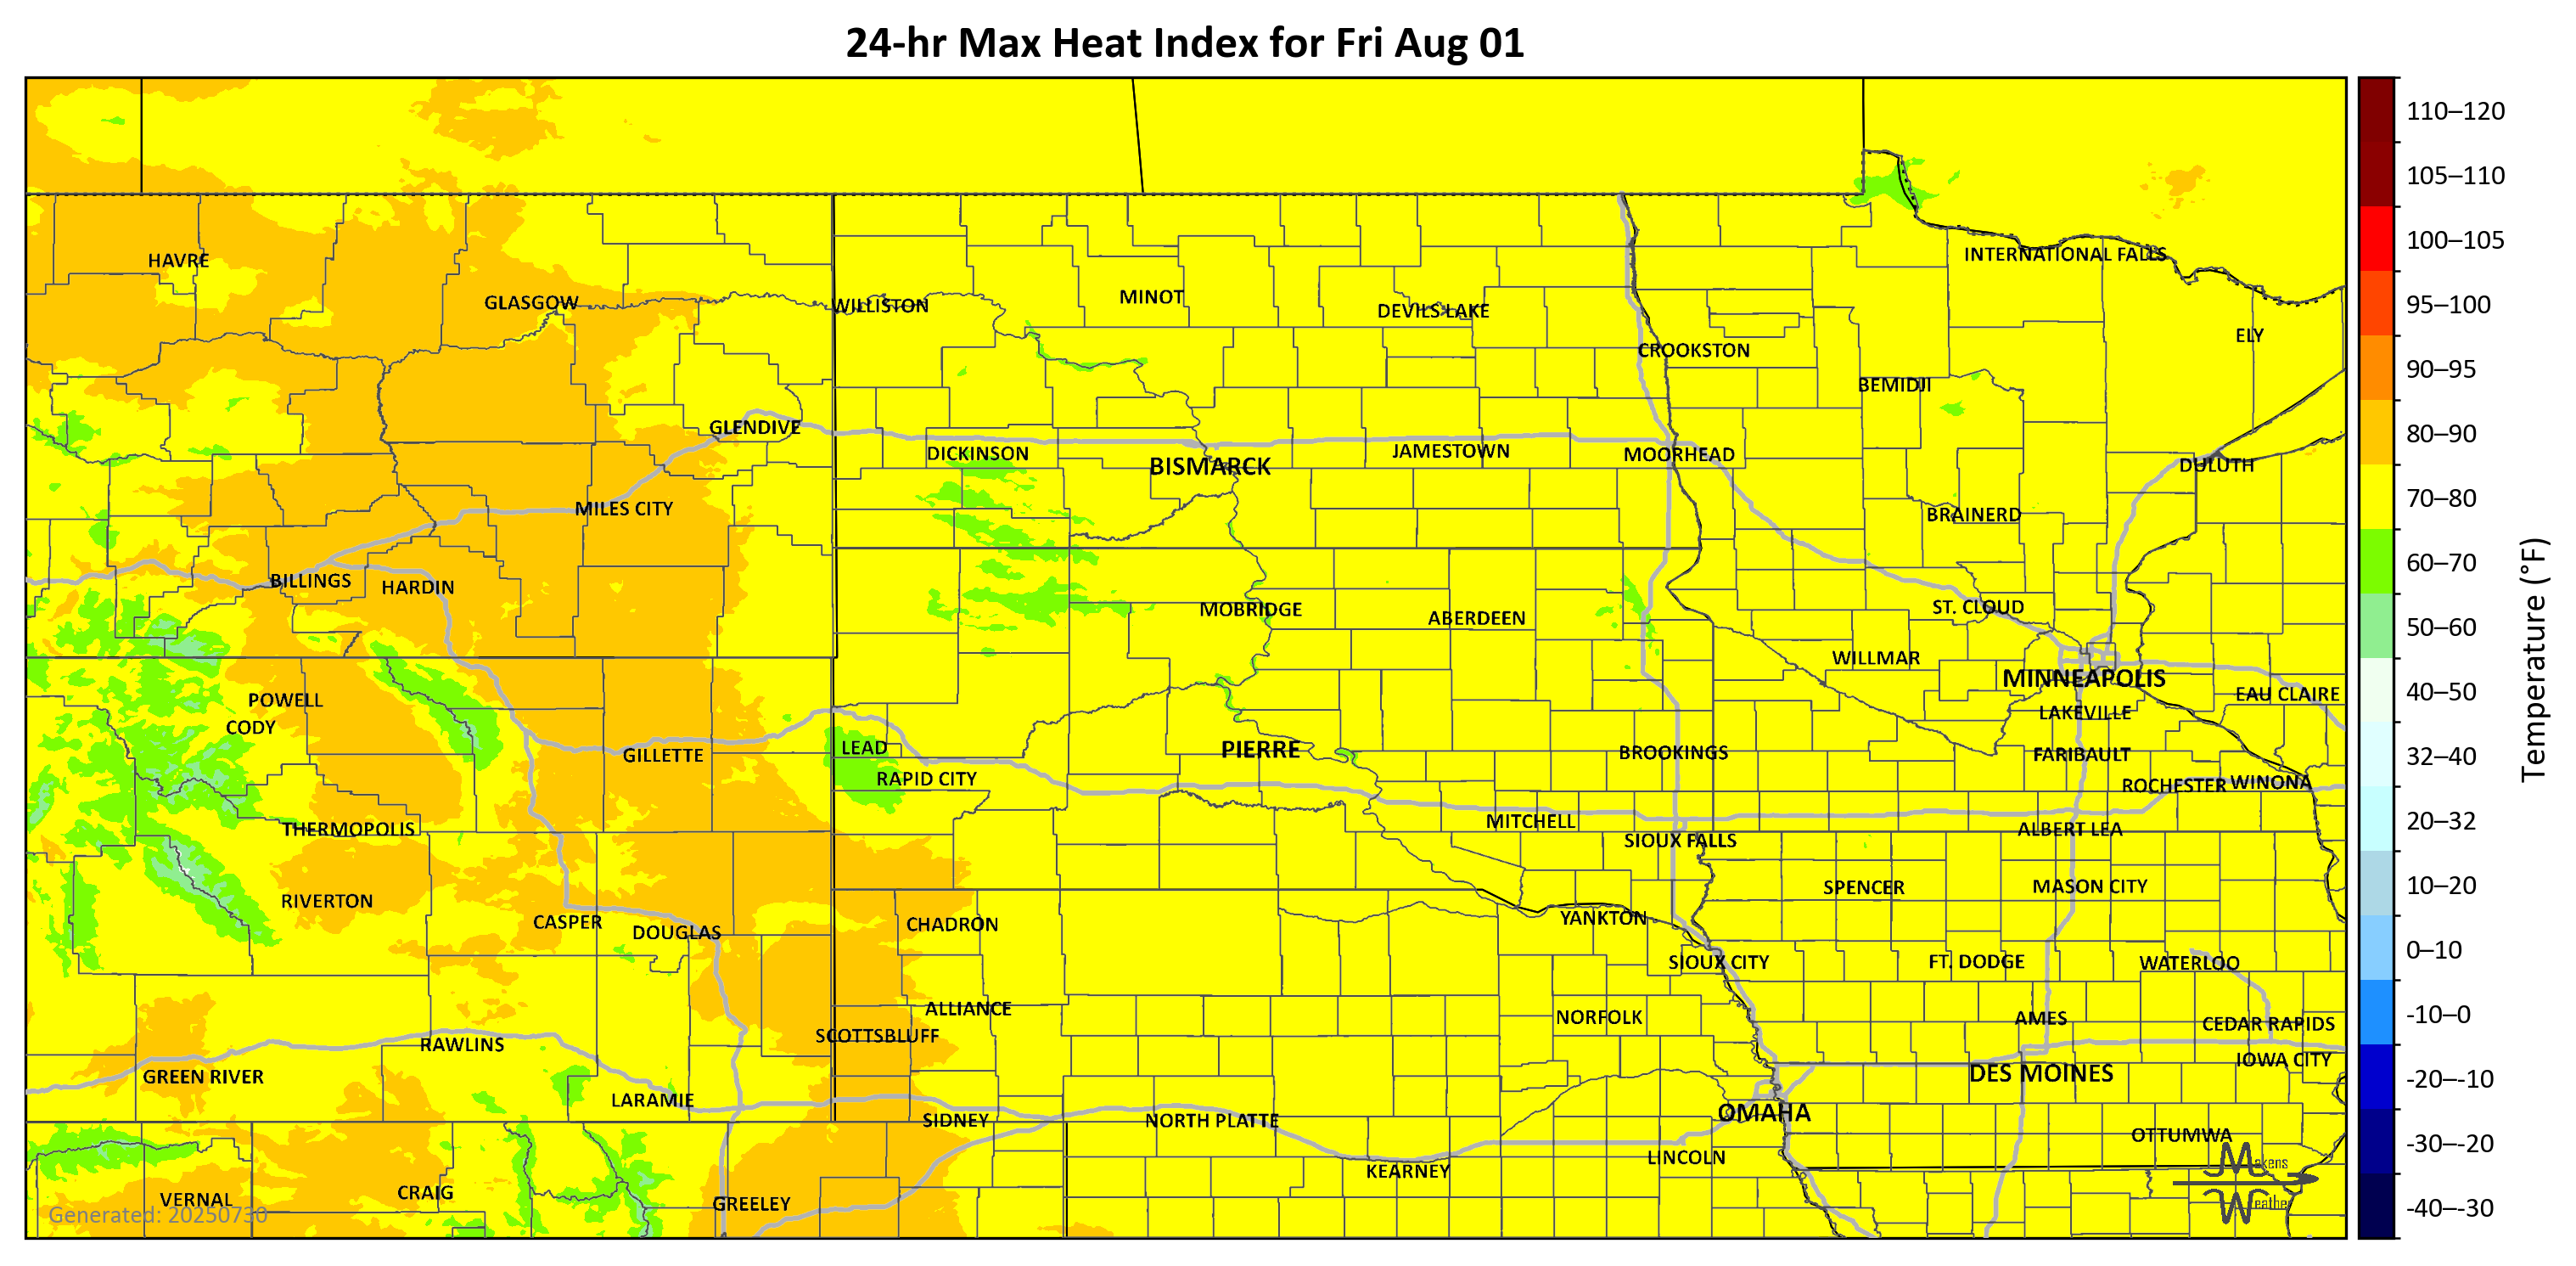 24-hr Max Heat Index for Fri Aug 01
110–120
105–110
100–105
95–100
90–95
80–90
70–80
60–70
50–60
40–50
32–40
20–32
10–20
0–10
-10–0
-20–-10
-30–-20
-40–-30
Temperature (°F)
HAVRE
INTERNATIONAL FALLS
GLASGOW
WILLISTON
MINOT
DEVILS LAKE
ELY
CROOKSTON
BEMIDJI
GLENDIVE
DICKINSON
BISMARCK
JAMESTOWN
MOORHEAD
DULUTH
MILES CITY
BRAINERD
BILLINGS
HARDIN
MOBRIDGE
ABERDEEN
ST. CLOUD
WILLMAR
MINNEAPOLIS
POWELL
EAU CLAIRE
CODY
LAKEVILLE
GILLETTE
LEAD
PIERRE
BROOKINGS
FARIBAULT
RAPID CITY
ROCHESTER
WINONA
THERMOPOLIS
MITCHELL
SIOUX FALLS
ALBERT LEA
RIVERTON
SPENCER
MASON CITY
CASPER
DOUGLAS
CHADRON
YANKTON
SIOUX CITY
FT. DODGE
WATERLOO
ALLIANCE
NORFOLK
AMES
CEDAR RAPIDS
RAWLINS
SCOTTSBLUFF
IOWA CITY
GREEN RIVER
DES MOINES
LARAMIE
SIDNEY
NORTH PLATTE
OMAHA
OTTUMWA
KEARNEY
LINCOLN
VERNAL
CRAIG
GREELEY
Generated: 20250730
Makens
Weather